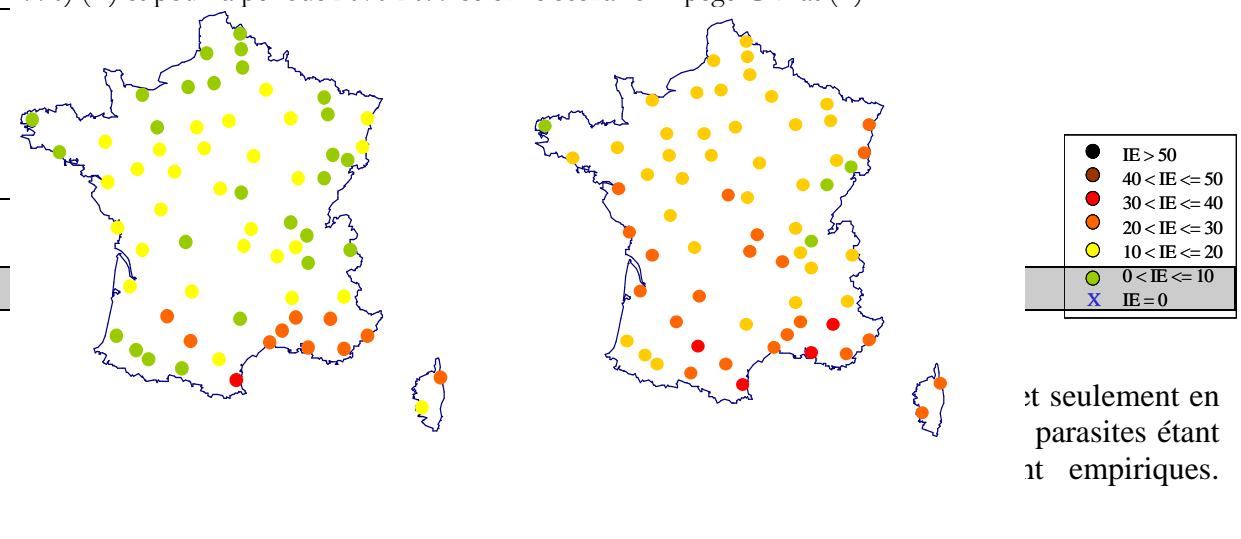 IE > 50
40 < IE <= 50
30 < IE <= 40
20 < IE <= 30
10 < IE <= 20
0 < IE <= 10
X IE = 0
et seulement en
parasites étant
empiriques.